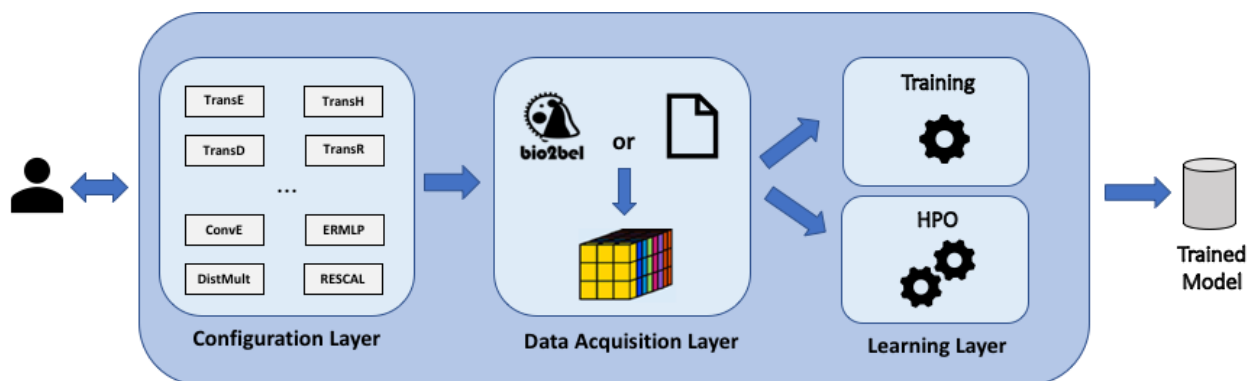 TransE
TransH
TransD
TransR
...
ConvE
ERMLP
DistMult
RESCAL
Configuration Layer
bio2bel
or
Data Acquisition Layer
Training
HPO
Learning Layer
Trained
Model